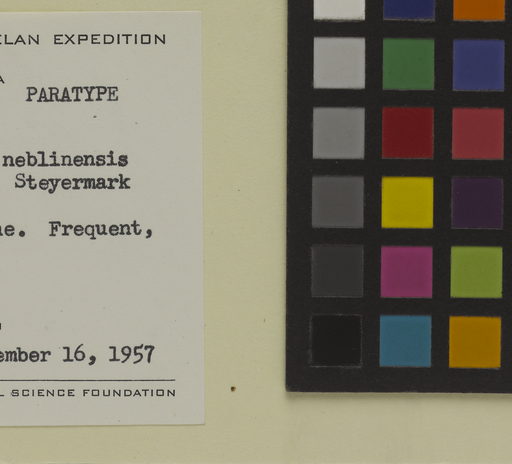 ELAN EXPEDITION
A
PARATYPE
neblinensis
Steyermark
e. Frequent,
ember 16, 1957
L SCIENCE FOUNDATION